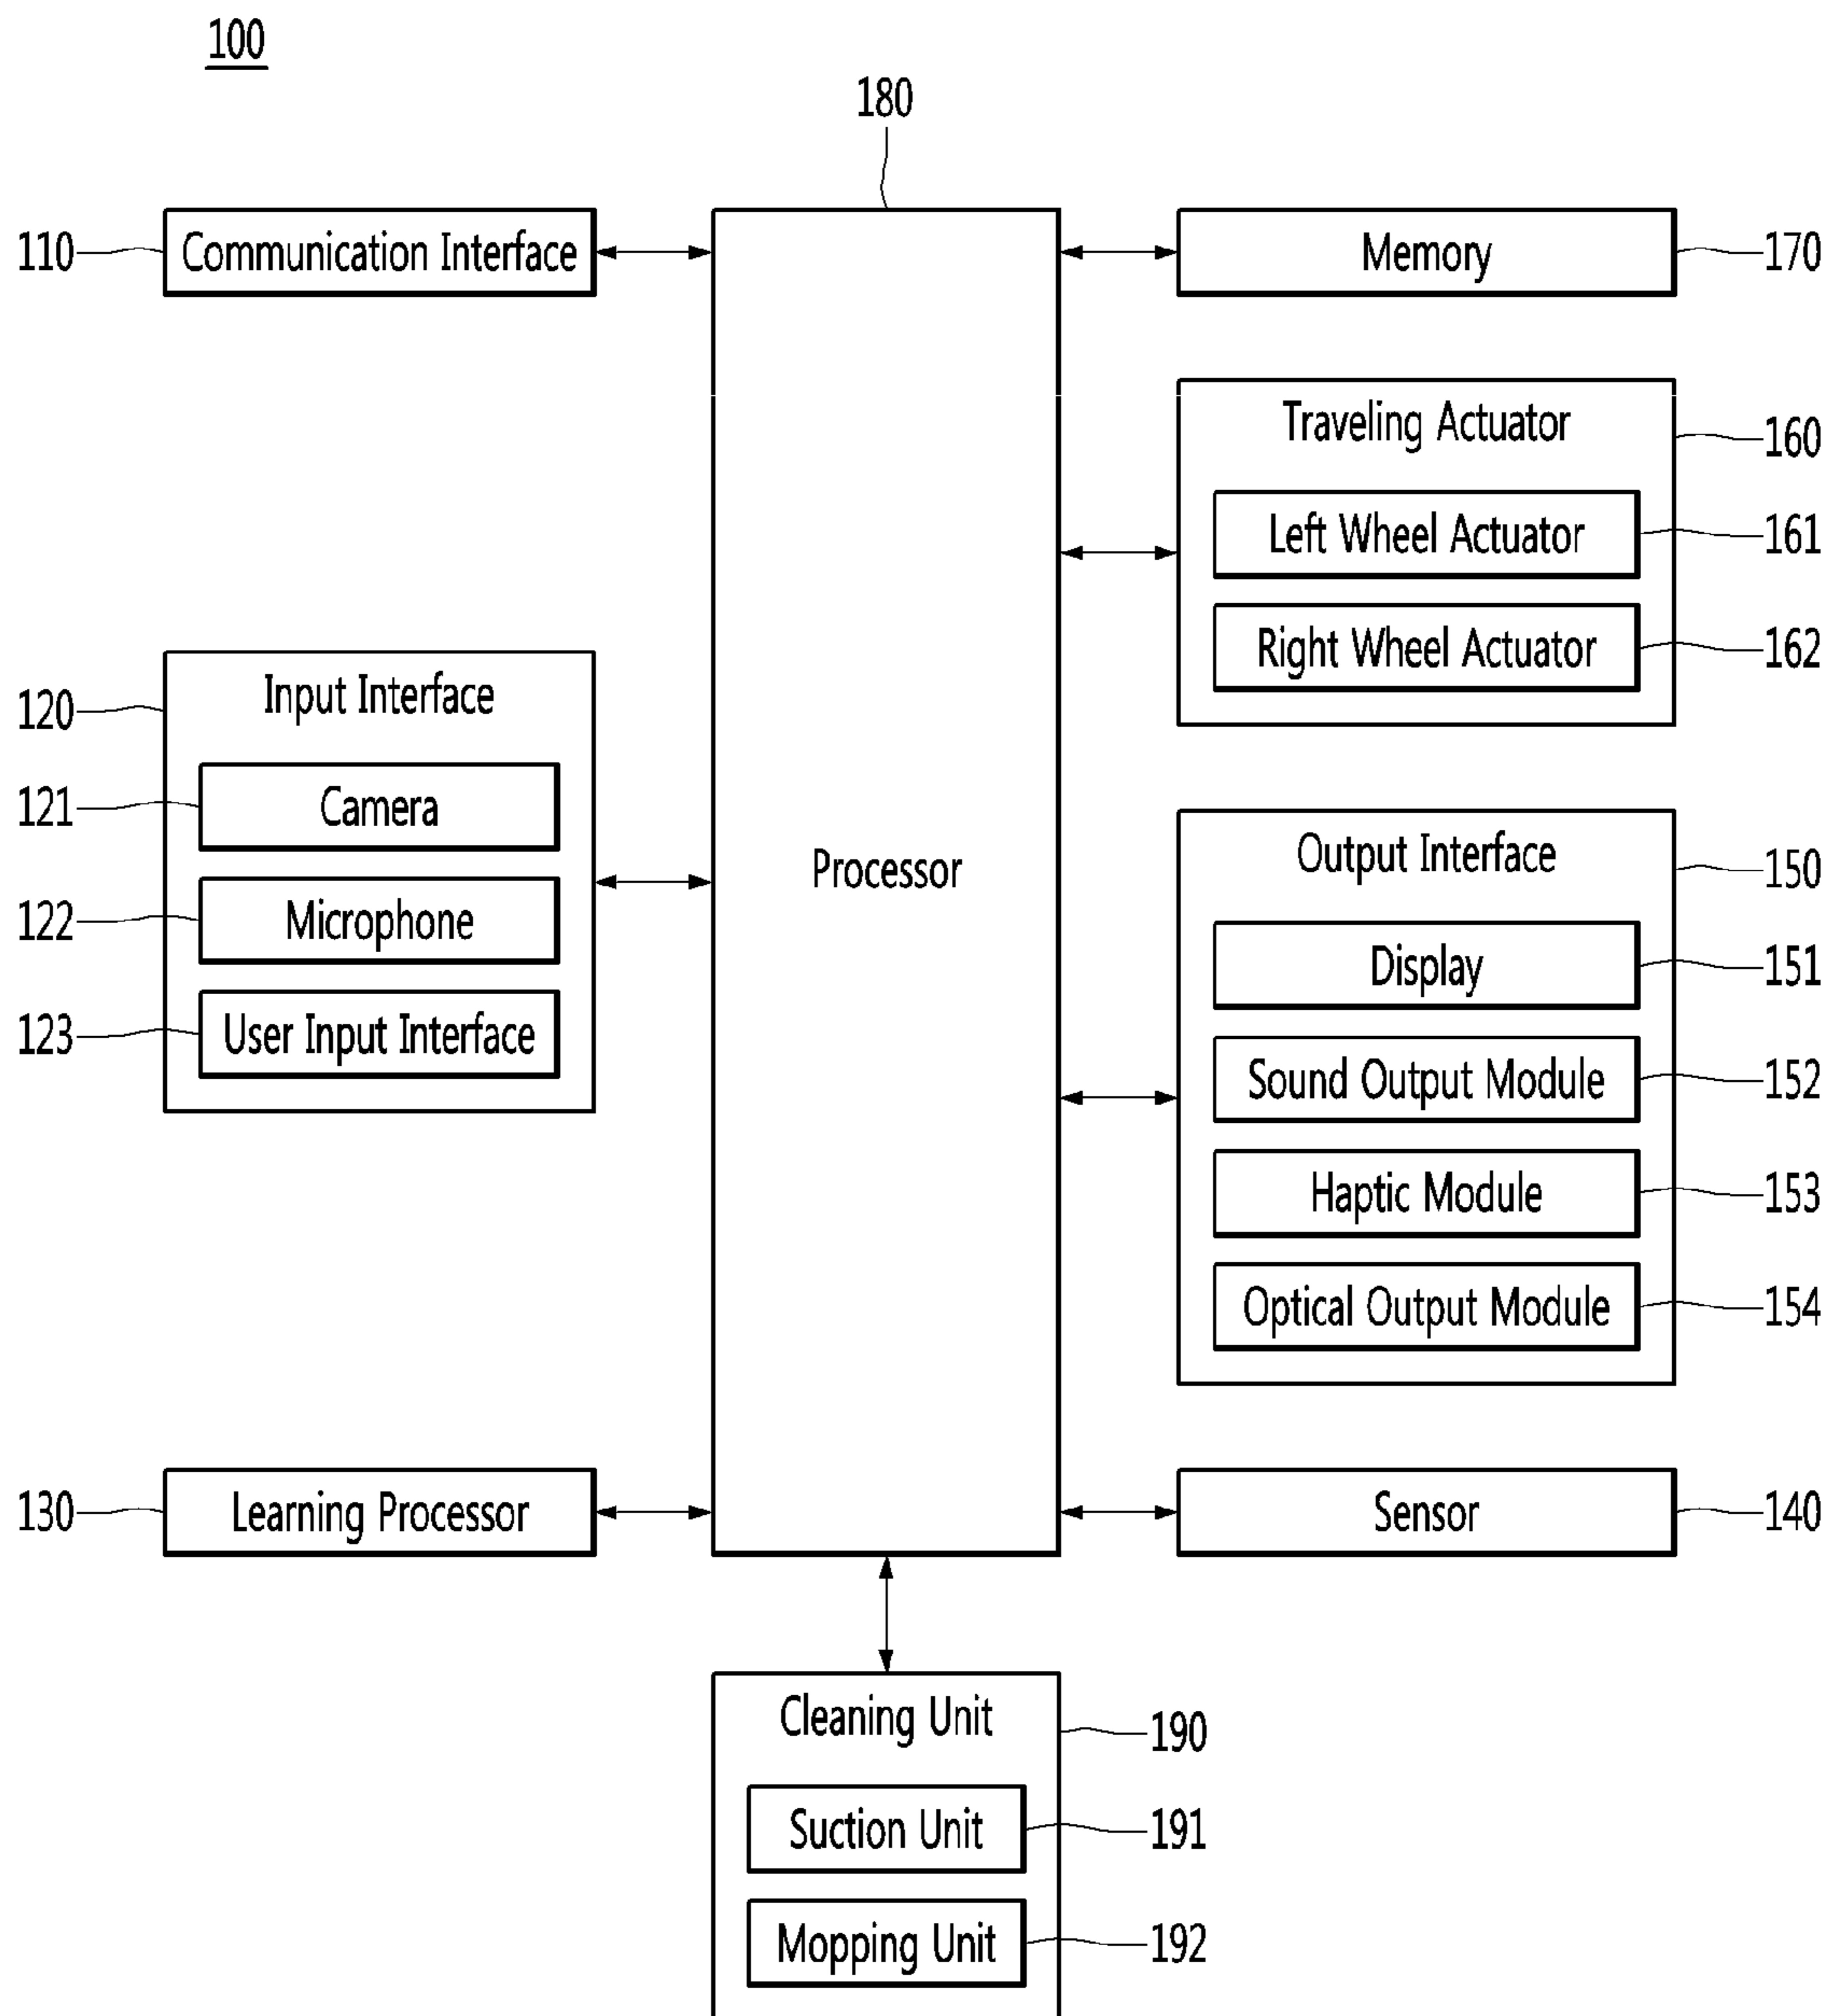 100
180
110
Communication Interface
Memory
170
Traveling Actuator
160
Left Wheel Actuator
161
Right Wheel Actuator
162
Input Interface
120
Camera
121
Microphone
122
User Input Interface
123
Processor
Output Interface
150
Display
151
Sound Output Module
152
Haptic Module
153
Optical Output Module
154
130
Learning Processor
Sensor
140
Cleaning Unit
190
Suction Unit
191
Mopping Unit
192